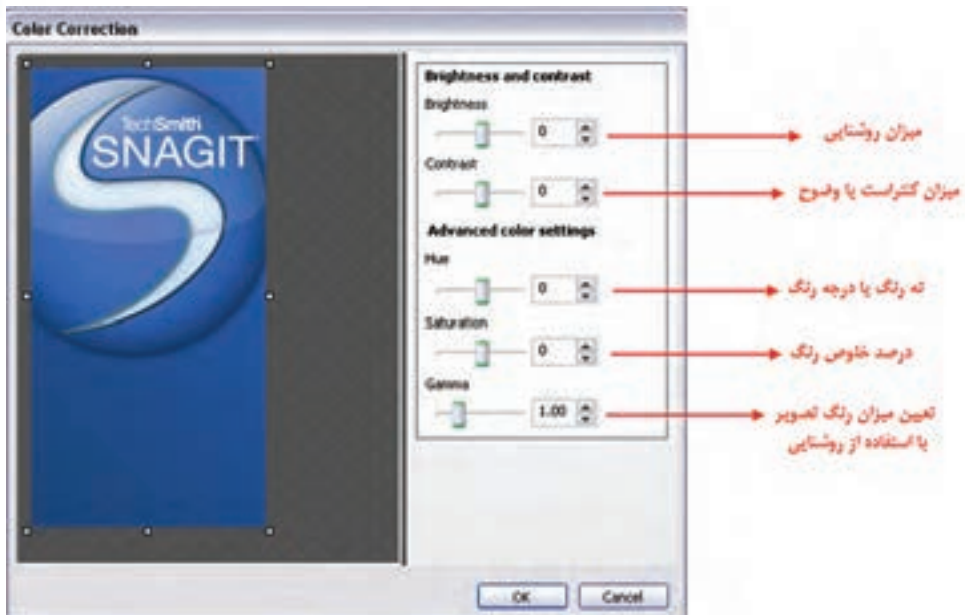 Color Correction
TechSmith
SNAGIT
Brightness and contrast
Brightness
0
میزان روشنایی
Contrast
0
میزان کنتراست یا وضوح
Advanced color settings
Hue
0
ته رنگ یا درجه رنگ
Saturation
0
درصد خلوص رنگ
Gamma
1.00
تعیین میزان رنگ تصویر
با استفاده از روشنایی
OK
Cancel